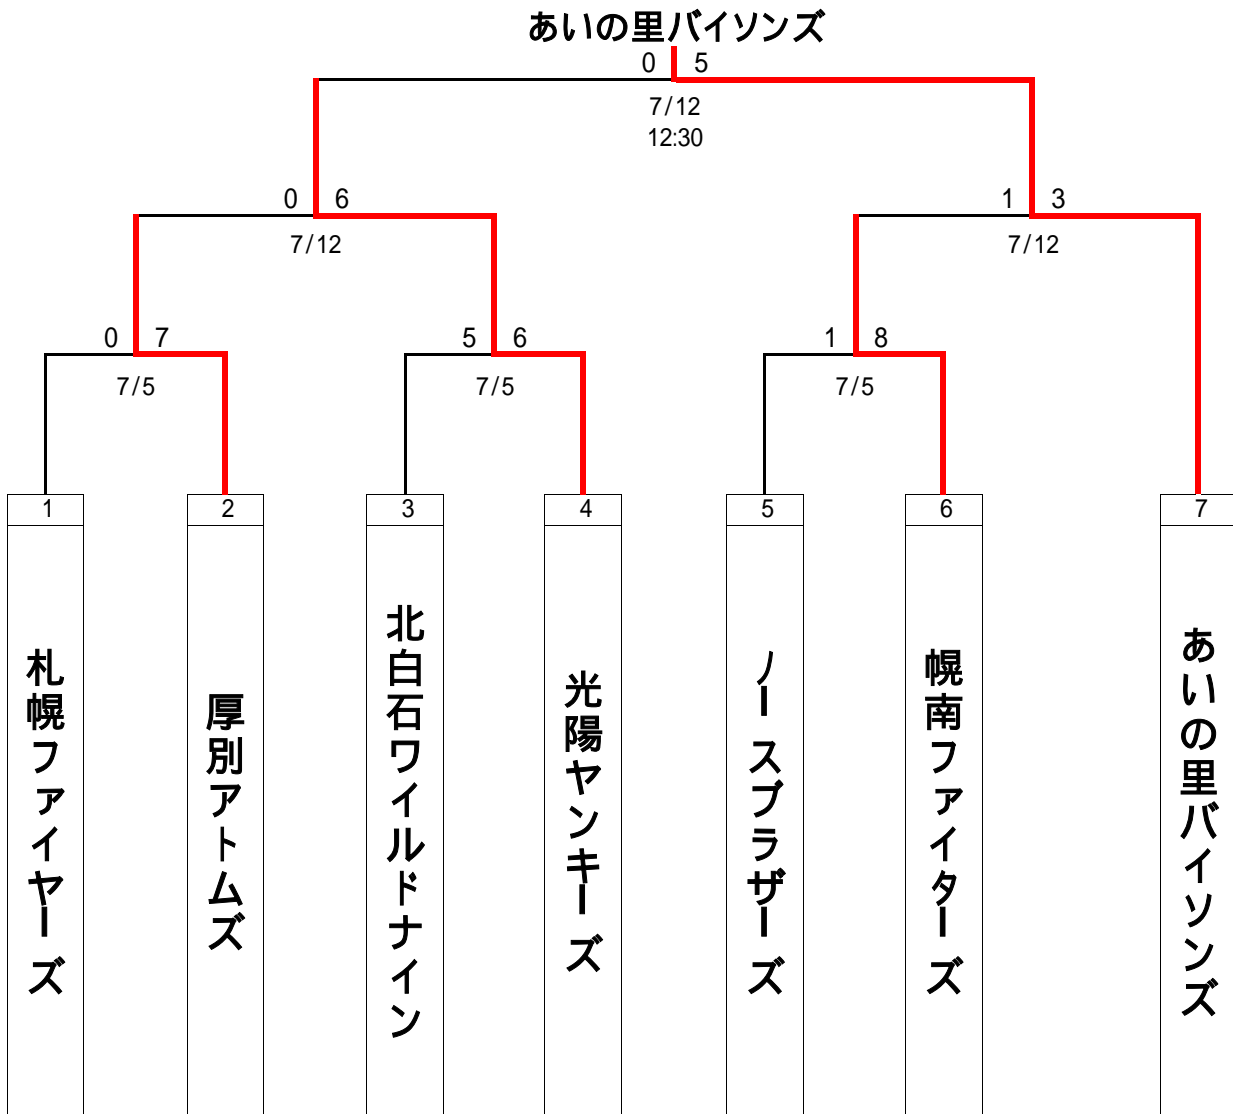 あいの里バイソンズ
0 5
7/12
12:30
0 6
7/12
1 3
7/12
0 7
7/5
5 6
7/5
1 8
7/5
1
2
3
4
5
6
7
札幌ファイヤーズ
厚別アトムズ
北白石ワイルドナイン
光陽ヤンキーズ
ノースブラザーズ
幌南ファイターズ
あいの里バイソンズ